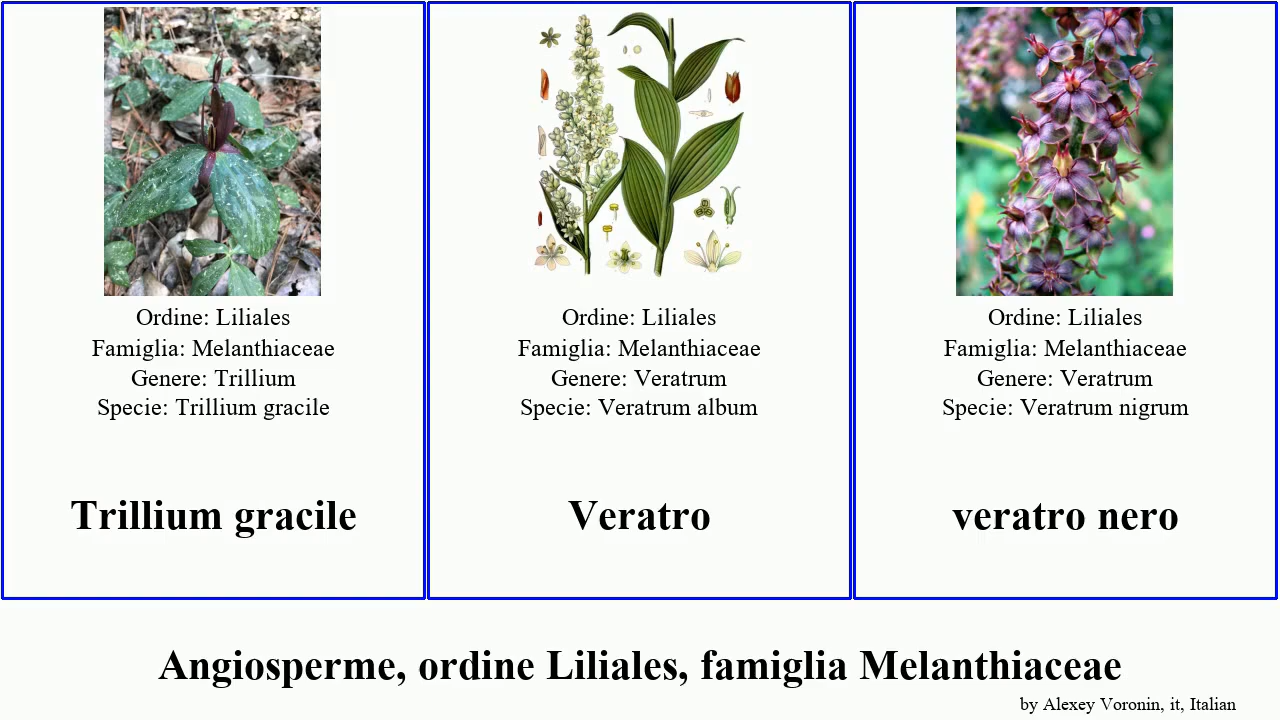 Ordine: Liliales
Famiglia: Melanthiaceae
Genere: Trillium
Specie: Trillium gracile
Trillium gracile
Ordine: Liliales
Famiglia: Melanthiaceae
Genere: Veratrum
Specie: Veratrum album
Veratro
Ordine: Liliales
Famiglia: Melanthiaceae
Genere: Veratrum
Specie: Veratrum nigrum
veratro nero
Angiosperme, ordine Liliales, famiglia Melanthiaceae
by Alexey Voronin, it, Italian